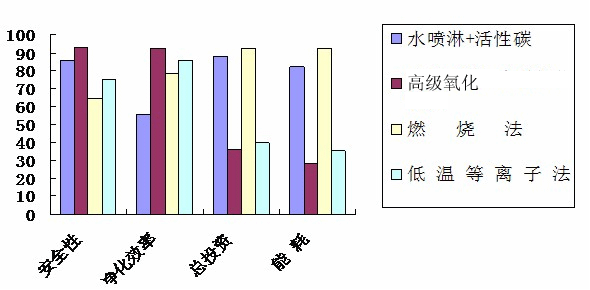 100
90
80
70
60
50
40
30
20
10
0
安全性
净化效率
总投资
能 耗
水喷淋+活性碳
高级氧化
燃 烧 法
低 温 等 离 子 法